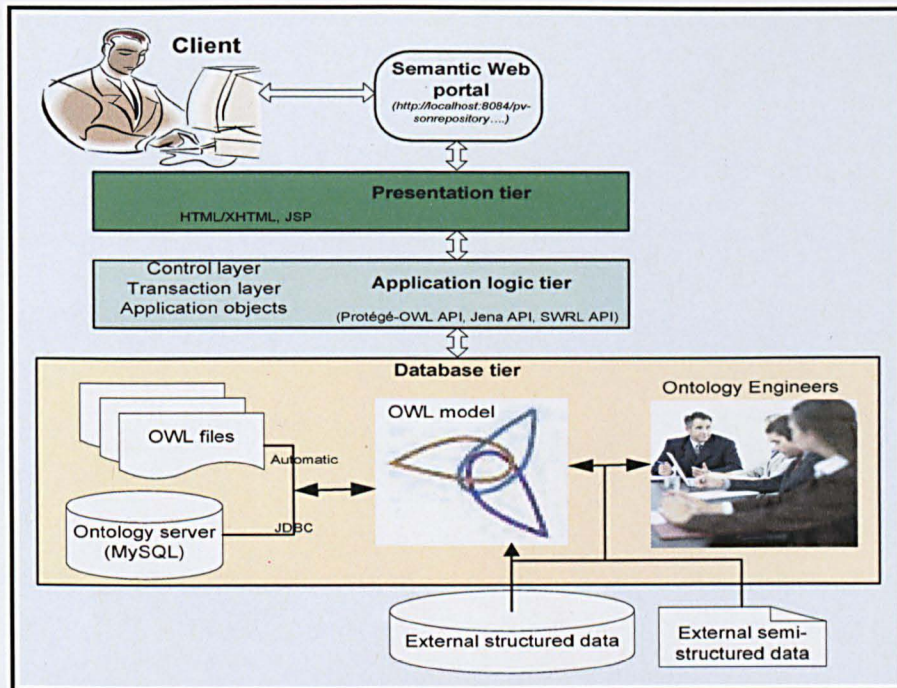 Client
Semantic Web
portal
(http://localhost:8084/pv-
sonrepository....)
Presentation tier
HTML/XHTML, JSP
Control layer
Transaction layer
Application objects
Application logic tier
(Protégé-OWL API, Jena API, SWRL API)
Database tier
OWL files
Automatic
Ontology server
(MySQL)
JDBC
OWL model
Ontology Engineers
External structured data
External semi-
structured data